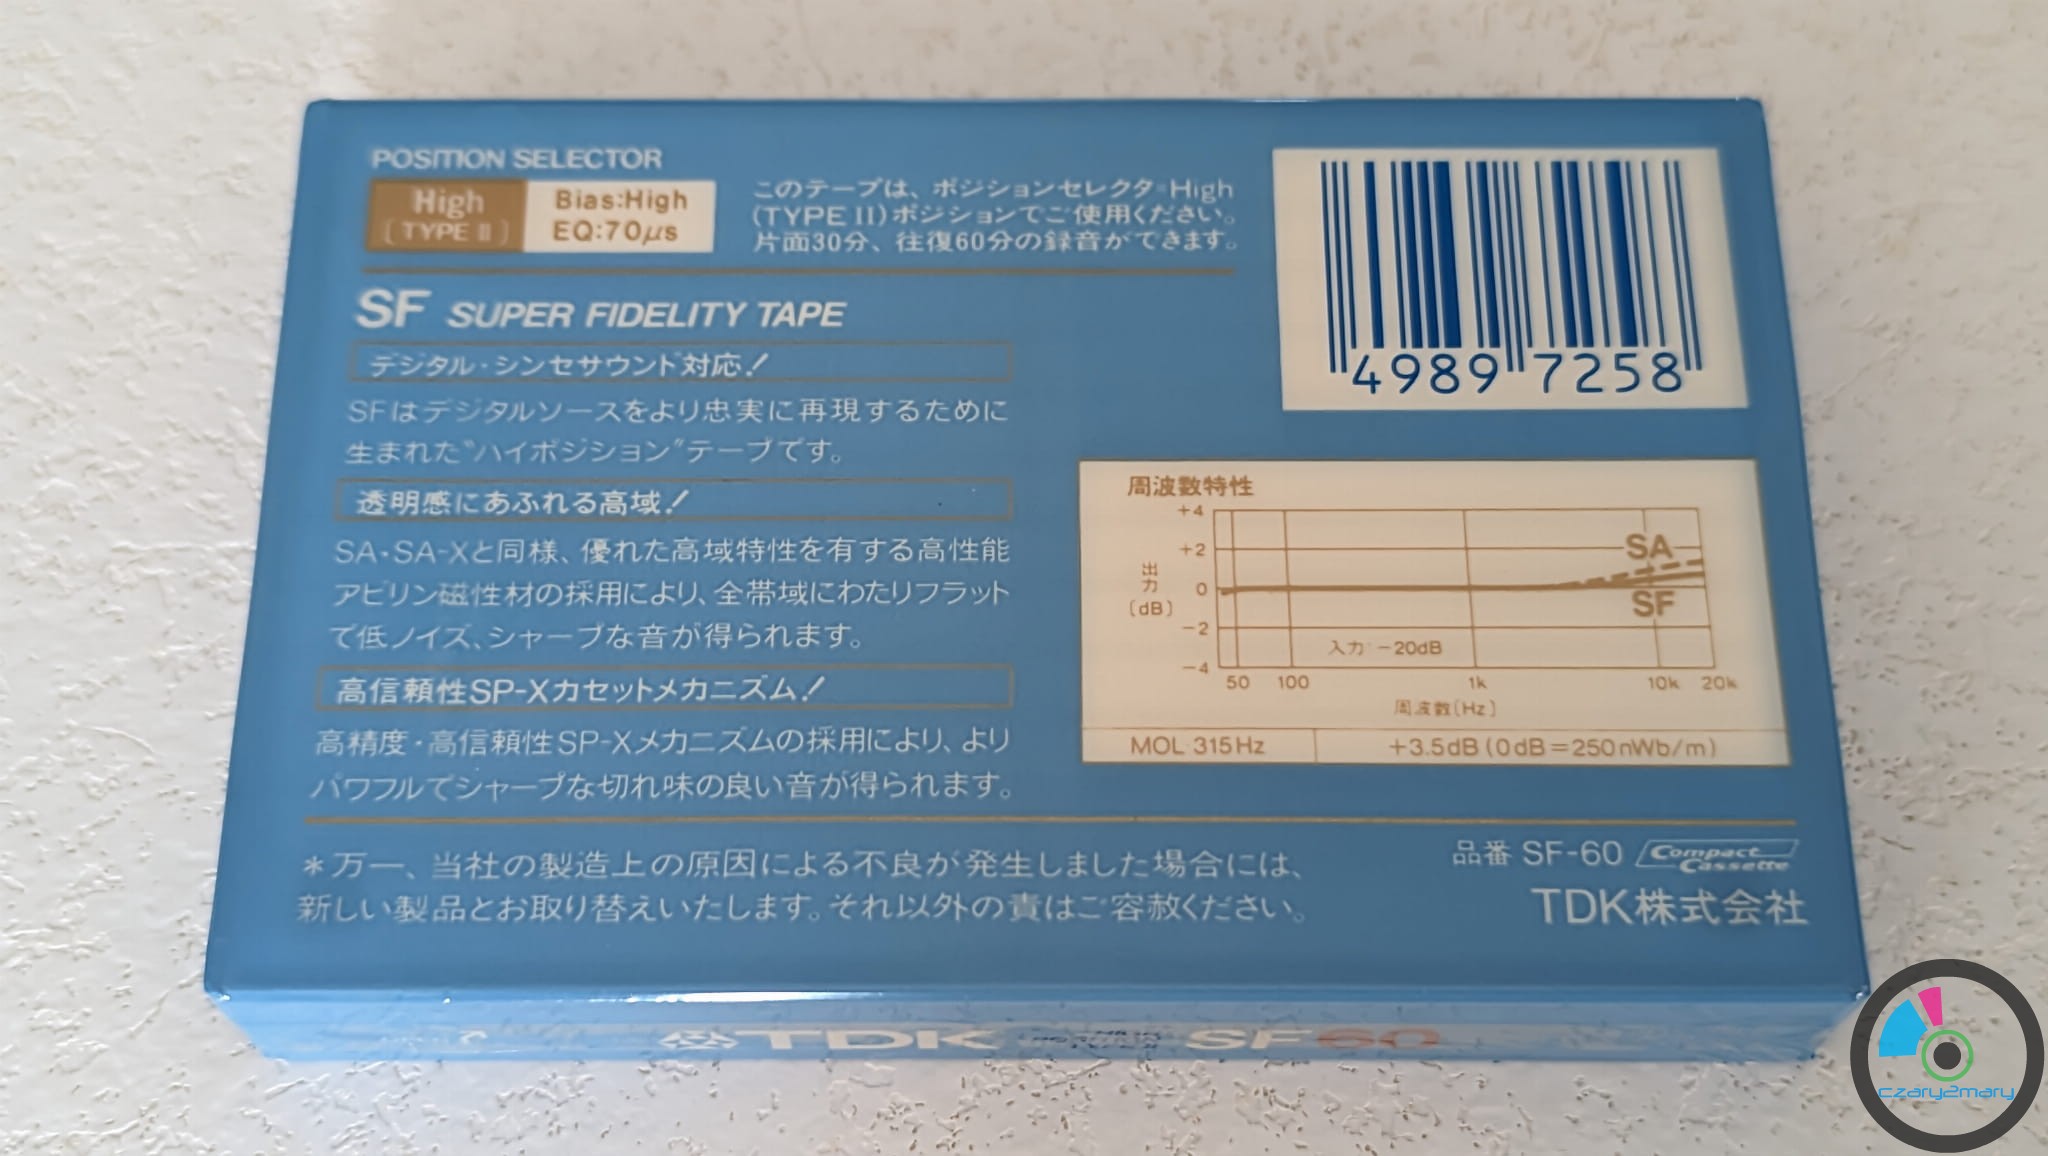 POSITION SELECTOR
High
[TYPE II]
Bias:High
EQ:70μs
このテープは、ポジションセレクタ=High
(TYPE II)ポジションでご使用ください。
片面30分、往復60分の録音ができます。
SF SUPER FIDELITY TAPE
デジタル・シンセサウンド対応!
SFはデジタルソースをより忠実に再現するために
生まれた"ハイポジション"テープです。
透明感にあふれる高域!
SA・SA-Xと同様、優れた高域特性を有する高性能
アビリン磁性材の採用により、全帯域にわたりフラット
で低ノイズ、シャープな音が得られます。
高信頼性SP-Xカセットメカニズム!
高精度・高信頼性SP-Xメカニズムの採用により、より
パワフルでシャープな切れ味の良い音が得られます。
4989 7258
周波数特性
+4
+2
0
-2
-4
出力
[dB]
SA
SF
入力 -20dB
50 100 1k 10k 20k
周波数[Hz]
MOL 315Hz +3.5dB (0dB=250nWb/m)
*万一、当社の製造上の原因による不良が発生しました場合には、
新しい製品とお取り替えいたします。それ以外の責はご容赦ください。
品番 SF-60 Compact Cassette
TDK株式会社
TDK SF60
czary2mary